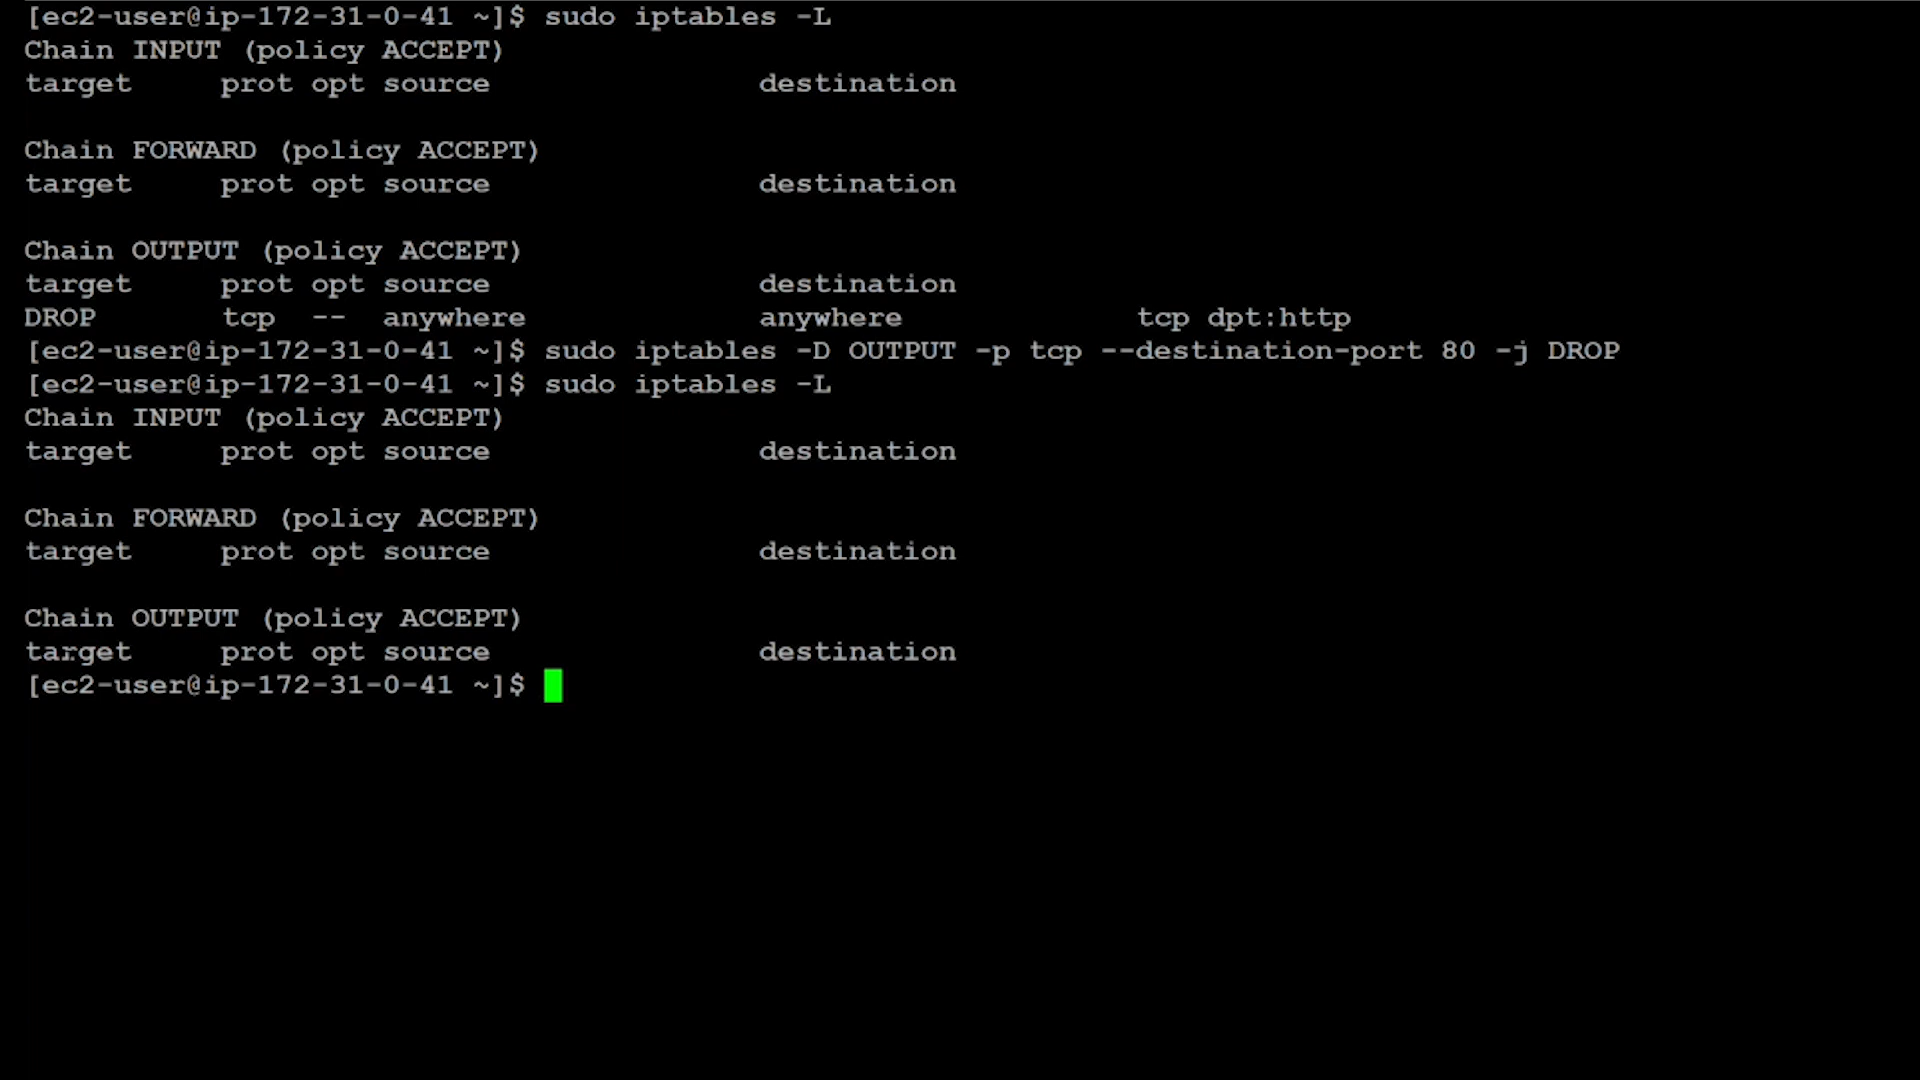 [ec2-user@ip-172-31-0-41 ~]$ sudo iptables -L
Chain INPUT (policy ACCEPT)
target     prot opt source               destination

Chain FORWARD (policy ACCEPT)
target     prot opt source               destination

Chain OUTPUT (policy ACCEPT)
target     prot opt source               destination
DROP       tcp  --  anywhere             anywhere             tcp dpt:http
[ec2-user@ip-172-31-0-41 ~]$ sudo iptables -D OUTPUT -p tcp --destination-port 80 -j DROP
[ec2-user@ip-172-31-0-41 ~]$ sudo iptables -L
Chain INPUT (policy ACCEPT)
target     prot opt source               destination

Chain FORWARD (policy ACCEPT)
target     prot opt source               destination

Chain OUTPUT (policy ACCEPT)
target     prot opt source               destination
[ec2-user@ip-172-31-0-41 ~]$